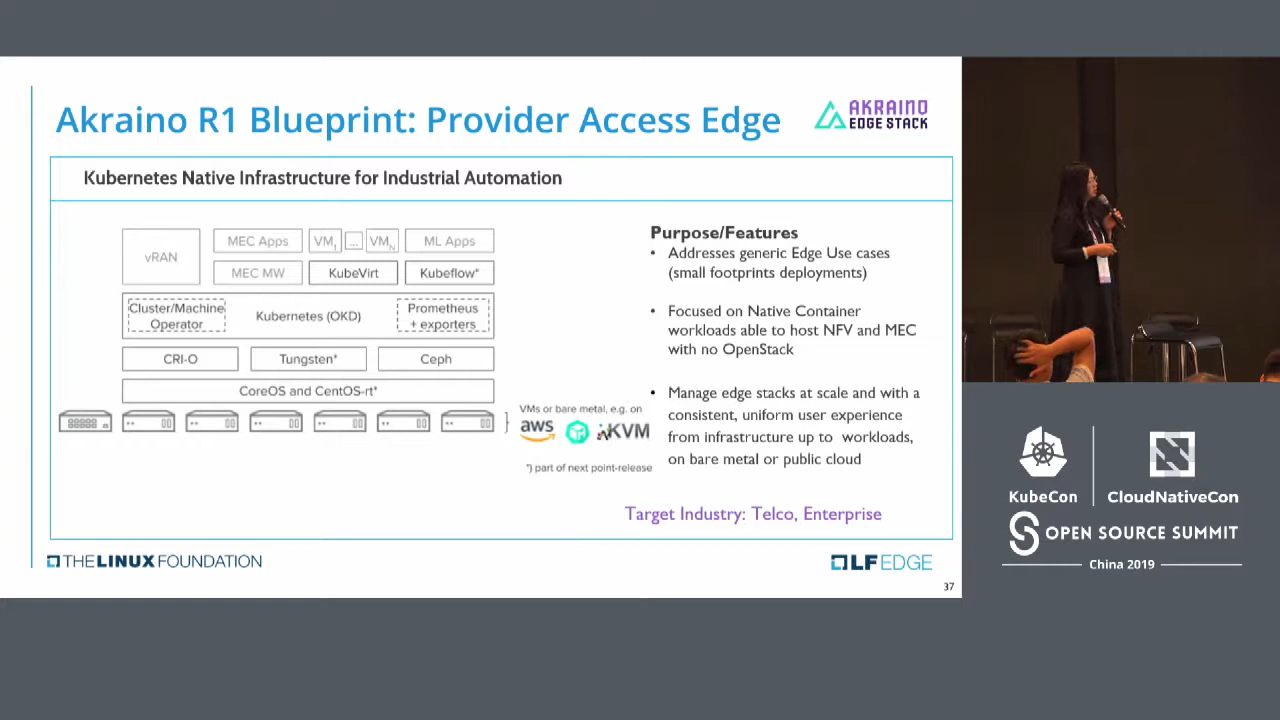 Akraino R1 Blueprint: Provider Access Edge
AKRAINO
EDGE STACK
Kubernetes Native Infrastructure for Industrial Automation
vRAN
MEC Apps
VM1
...
VMN
ML Apps
MEC MW
KubeVirt
Kubeflow*
Cluster/Machine
Operator
Kubernetes (OKD)
Prometheus
+ exporters
CRI-O
Tungsten*
Ceph
CoreOS and CentOS-rt*
VMs or bare metal, e.g. on
aws
KVM
*) part of next point-release
Purpose/Features
• Addresses generic Edge Use cases
(small footprints deployments)
• Focused on Native Container
workloads able to host NFV and MEC
with no OpenStack
• Manage edge stacks at scale and with a
consistent, uniform user experience
from infrastructure up to workloads,
on bare metal or public cloud
Target Industry: Telco, Enterprise
THE LINUX FOUNDATION
LF EDGE
37
KubeCon
CloudNativeCon
OPEN SOURCE SUMMIT
China 2019